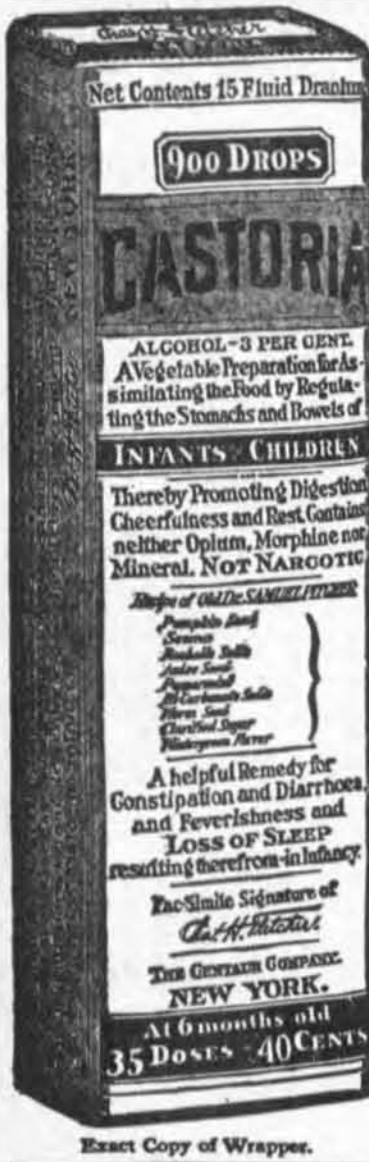 Net Contents 15 Fluid Drachms
900 DROPS
CASTORIA
ALCOHOL-3 PER CENT.
A Vegetable Preparation for As-
similating the Food by Regula-
ting the Stomachs and Bowels of
INFANTS CHILDREN
Thereby Promoting Digestion
Cheerfulness and Rest. Contains
neither Opium, Morphine nor
Mineral. NOT NARCOTIC
Recipe of Old Dr. SAMUEL PITCHER
Pumpkin Seed
Senna
Rochelle Salts
Anise Seed
Peppermint
Bi-Carbonate Soda
Worm Seed
Clarified Sugar
Wintergreen Flavor
A helpful Remedy for
Constipation and Diarrhoea,
and Feverishness and
LOSS OF SLEEP
resulting therefrom-in Infancy.
Fac-Simile Signature of
Chas. H. Fletcher
THE CENTAUR COMPANY.
NEW YORK.
At 6 months old
35 DOSES - 40 CENTS
Exact Copy of Wrapper.